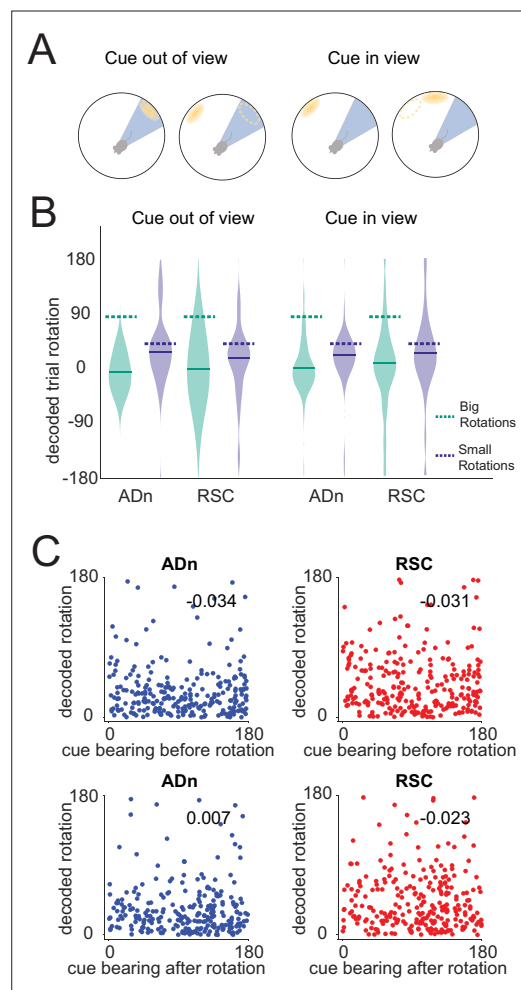 A
Cue out of view
Cue in view
B
Cue out of view
Cue in view
decoded trial rotation
180
90
0
-90
-180
Big
Rotations
Small
Rotations
ADn
RSC
ADn
RSC
C
ADn
RSC
decoded rotation
180
-0.034
0
0
180
cue bearing before rotation
decoded rotation
180
-0.031
0
0
180
cue bearing before rotation
ADn
RSC
decoded rotation
180
0.007
0
0
180
cue bearing after rotation
decoded rotation
180
-0.023
0
0
180
cue bearing after rotation